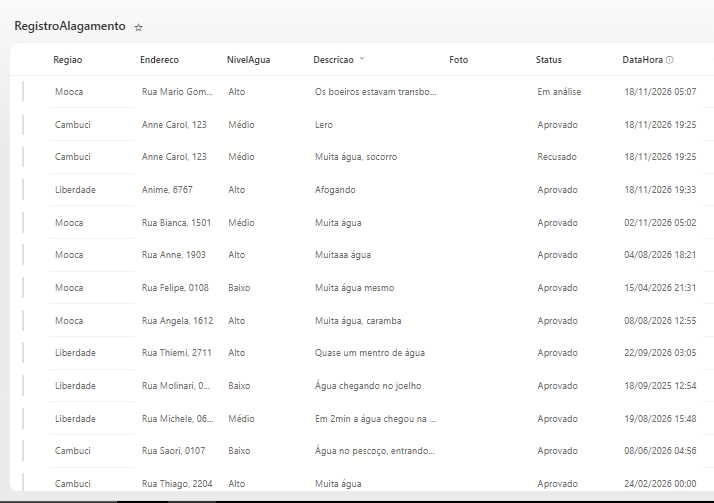 RegistroAlagamento
Regiao Endereco NivelAgua Descricao Foto Status DataHora
Mooca Rua Mario Gom... Alto Os boeiros estavam transbo... Em análise 18/11/2026 05:07
Cambuci Anne Carol, 123 Médio Lero Aprovado 18/11/2026 19:25
Cambuci Anne Carol, 123 Médio Muita água, socorro Recusado 18/11/2026 19:25
Liberdade Anime, 6767 Alto Afogando Aprovado 18/11/2026 19:33
Mooca Rua Bianca, 1501 Médio Muita água Aprovado 02/11/2026 05:02
Mooca Rua Anne, 1903 Alto Muitaaa água Aprovado 04/08/2026 18:21
Mooca Rua Felipe, 0108 Baixo Muita água mesmo Aprovado 15/04/2026 21:31
Mooca Rua Angela, 1612 Alto Muita água, caramba Aprovado 08/08/2026 12:55
Liberdade Rua Thiemi, 2711 Alto Quase um mentro de água Aprovado 22/09/2026 03:05
Liberdade Rua Molinari, 0... Baixo Água chegando no joelho Aprovado 18/09/2025 12:54
Liberdade Rua Michele, 06... Médio Em 2min a água chegou na ... Aprovado 19/08/2026 15:48
Cambuci Rua Saori, 0107 Baixo Água no pescoço, entrando... Aprovado 08/06/2026 04:56
Cambuci Rua Thiago, 2204 Alto Muita água Aprovado 24/02/2026 00:00